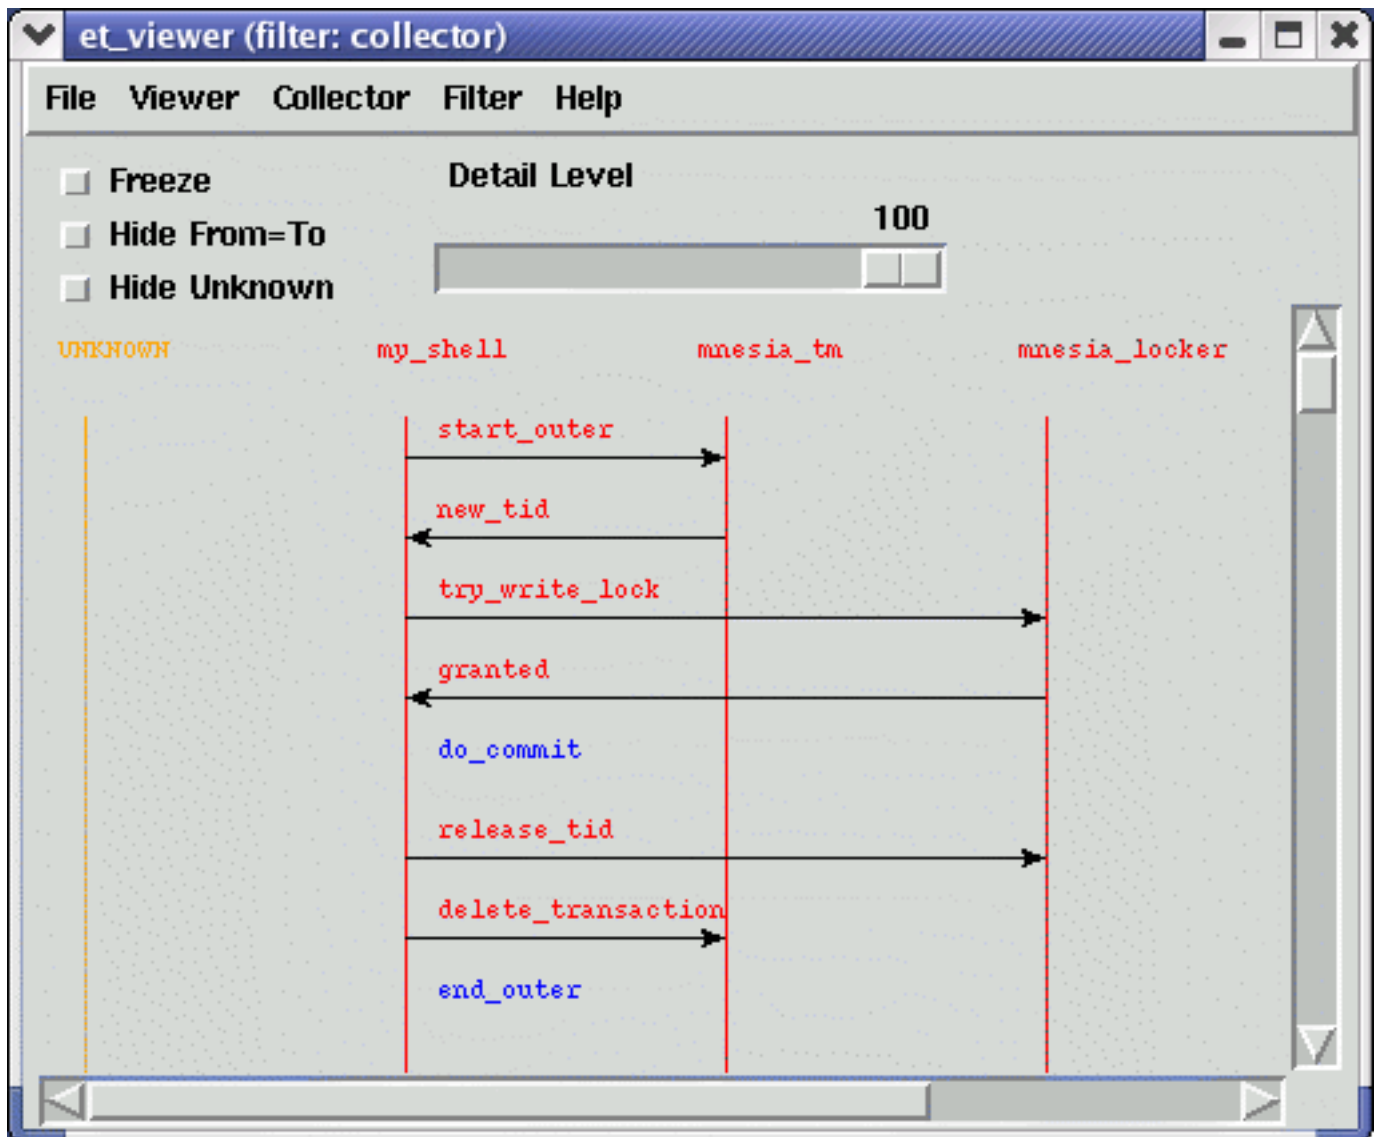 et_viewer (filter: collector)
File Viewer Collector Filter Help
Freeze
Detail Level
Hide From=To
100
Hide Unknown
UNKNOWN my_shell mnesia_tm mnesia_locker
start_outer
new_tid
try_write_lock
granted
do_commit
release_tid
delete_transaction
end_outer